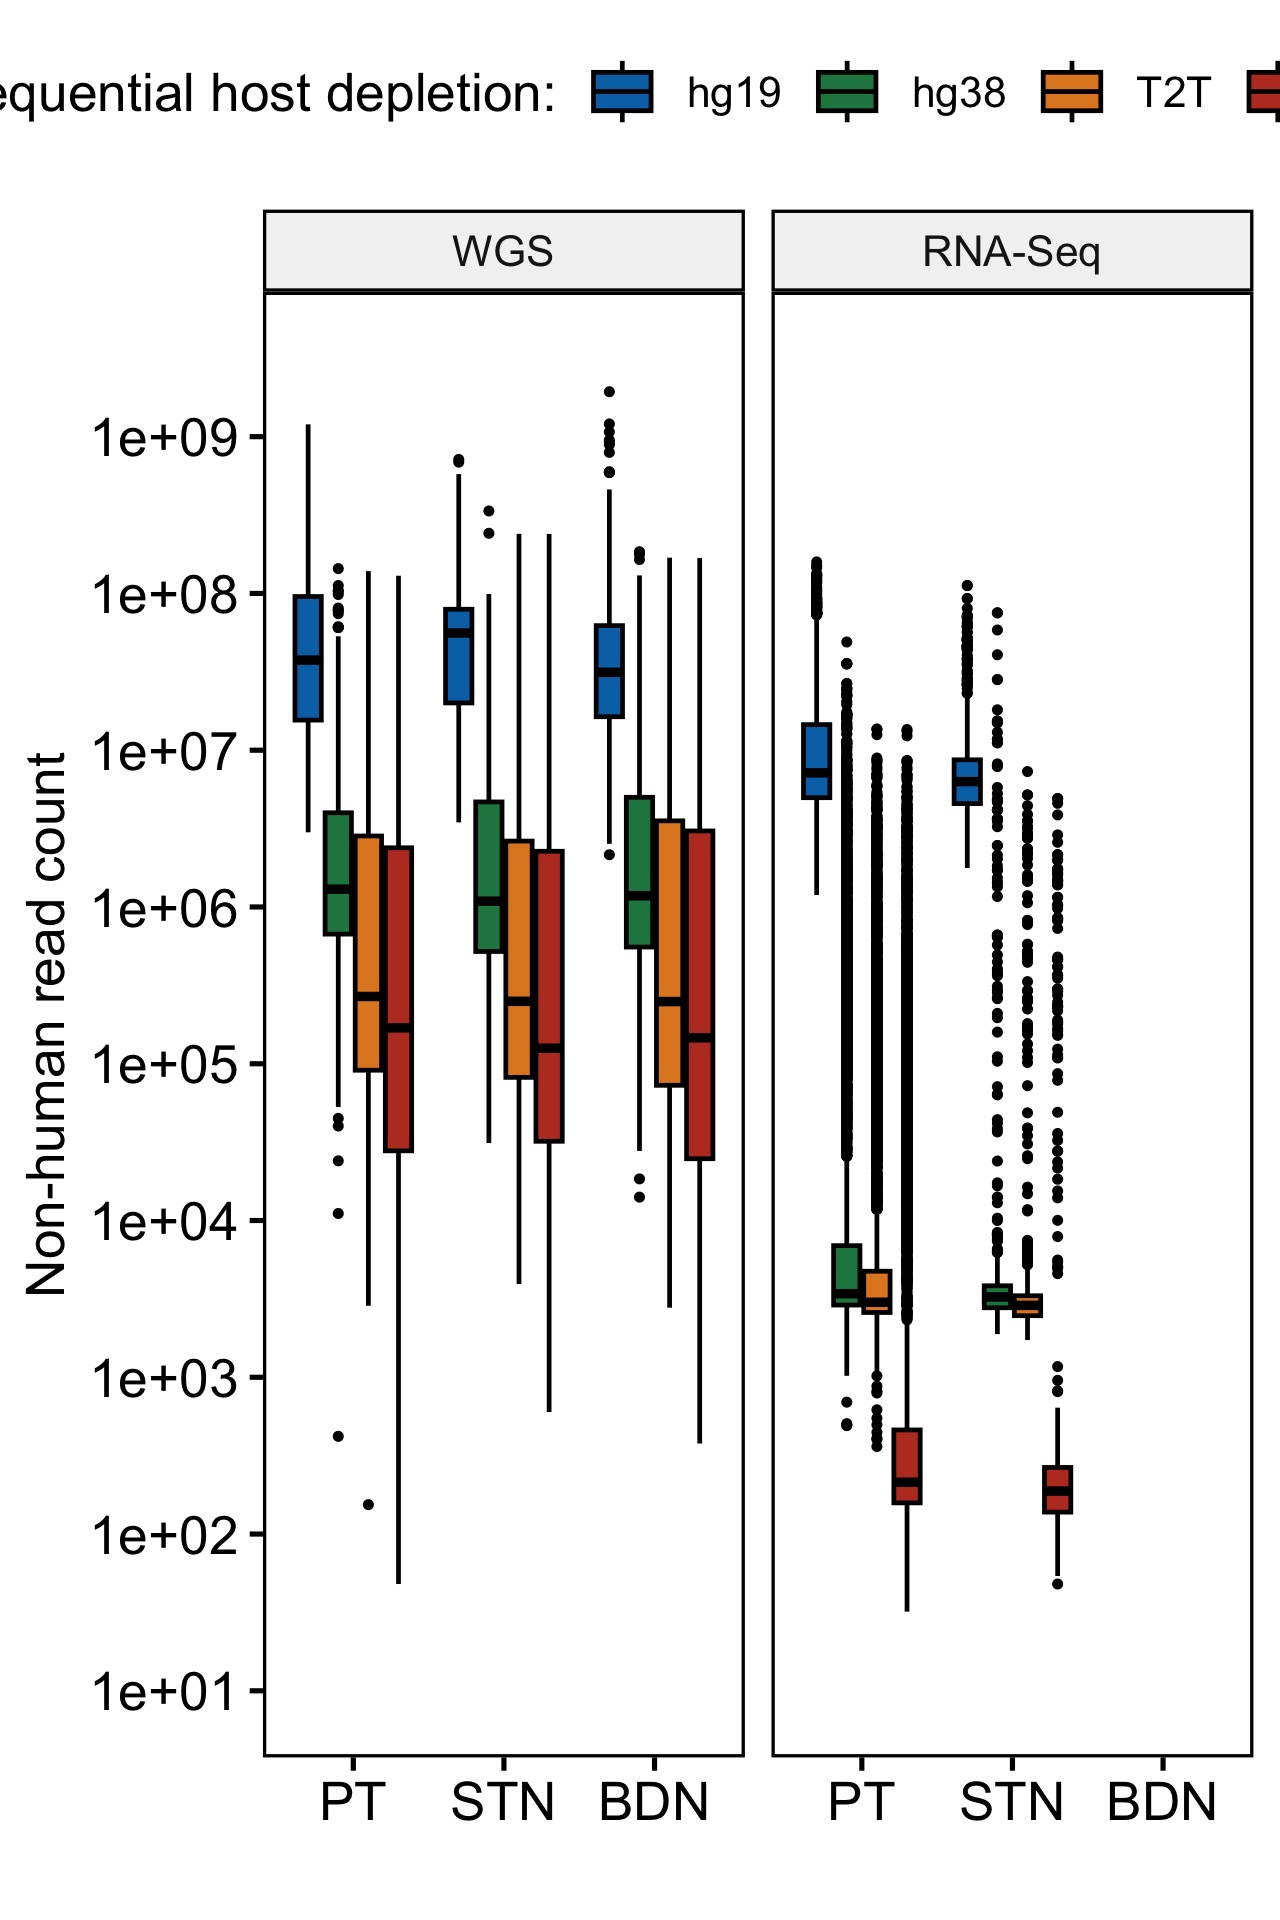 equential host depletion: hg19 hg38 T2T
WGS RNA-Seq
Non-human read count
1e+09
1e+08
1e+07
1e+06
1e+05
1e+04
1e+03
1e+02
1e+01
PT STN BDN PT STN BDN